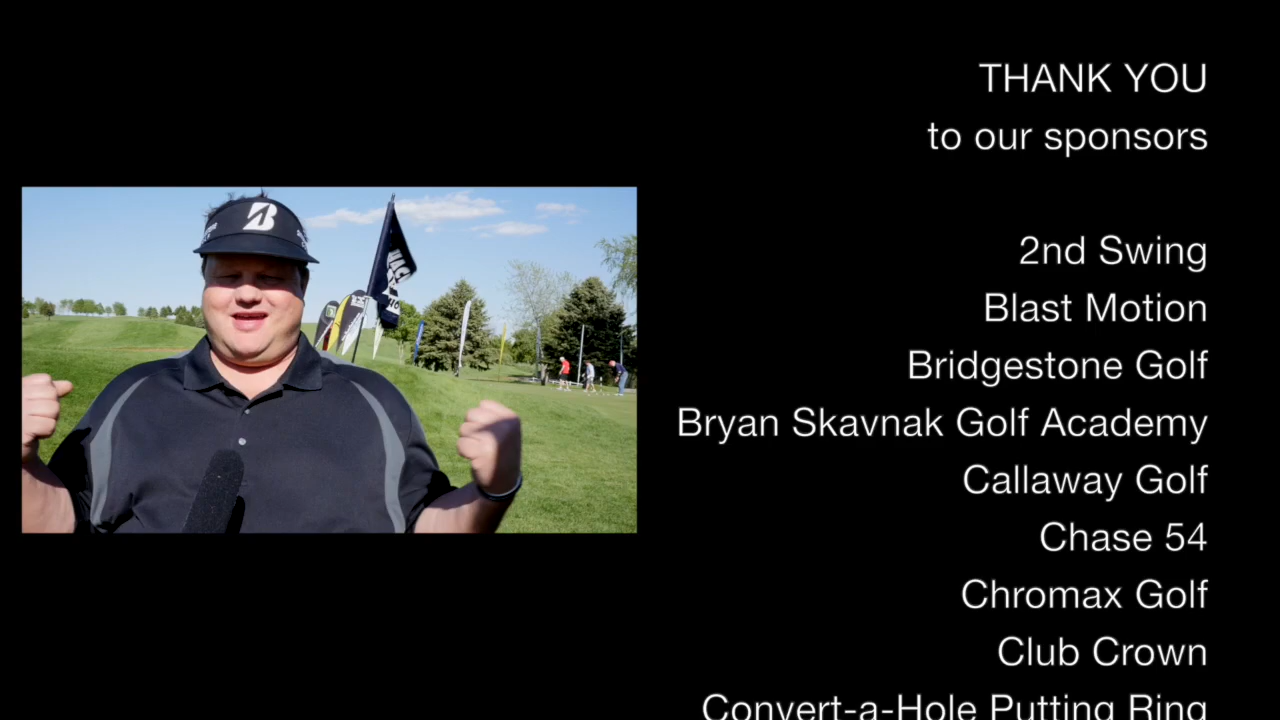 THANK YOU
to our sponsors
2nd Swing
Blast Motion
Bridgestone Golf
Bryan Skavnak Golf Academy
Callaway Golf
Chase 54
Chromax Golf
Club Crown
Convert-a-Hole Putting Ring
B